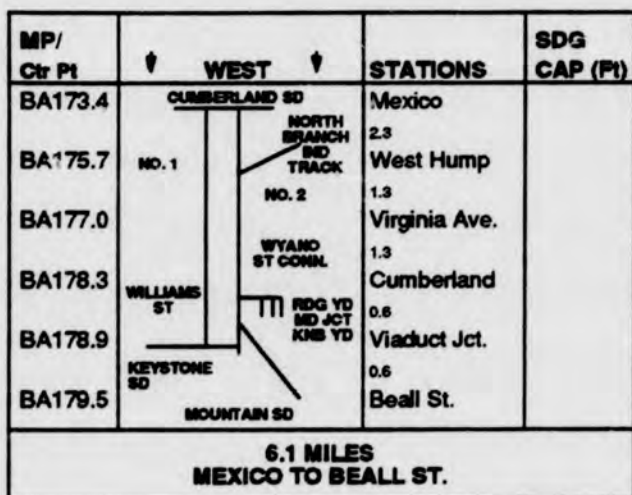 MP/
Ctr Pt
WEST
STATIONS
SDG
CAP (Ft)
BA173.4
CUMBERLAND SD
Mexico
NORTH
BRANCH
IND
TRACK
2.3
BA175.7
NO. 1
West Hump
NO. 2
1.3
BA177.0
Virginia Ave.
WYANO
ST CONN.
1.3
BA178.3
Cumberland
WILLIAMS
ST
RDG YD
MD JCT
KNB YD
0.6
BA178.9
Viaduct Jct.
KEYSTONE
SD
0.6
BA179.5
MOUNTAIN SD
Beall St.
6.1 MILES
MEXICO TO BEALL ST.